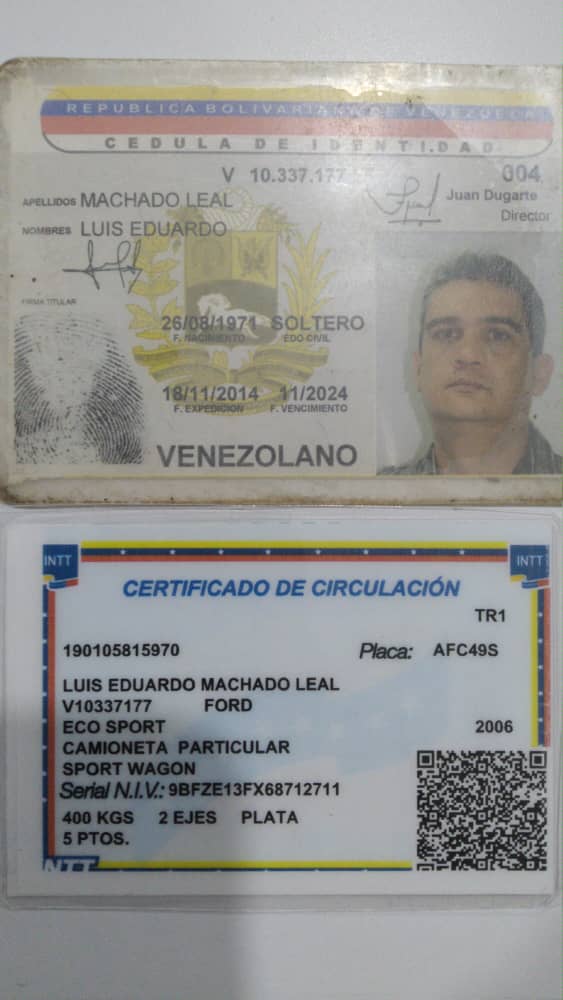 REPUBLICA BOLIVARIANA DE VENEZUELA
CEDULA DE IDENTIDAD
V 10.337.177 004
APELLIDOS MACHADO LEAL
Juan Dugarte
Director
NOMBRES LUIS EDUARDO
FIRMA TITULAR
26/08/1971 SOLTERO
F. NACIMIENTO EDO CIVIL
18/11/2014 11/2024
F. EXPEDICION F. VENCIMIENTO
VENEZOLANO
INTT INTT
CERTIFICADO DE CIRCULACIÓN
TR1
190105815970 Placa: AFC49S
LUIS EDUARDO MACHADO LEAL
V10337177 FORD
ECO SPORT 2006
CAMIONETA PARTICULAR
SPORT WAGON
Serial N.I.V.: 9BFZE13FX68712711
400 KGS 2 EJES PLATA
5 PTOS.
INTT